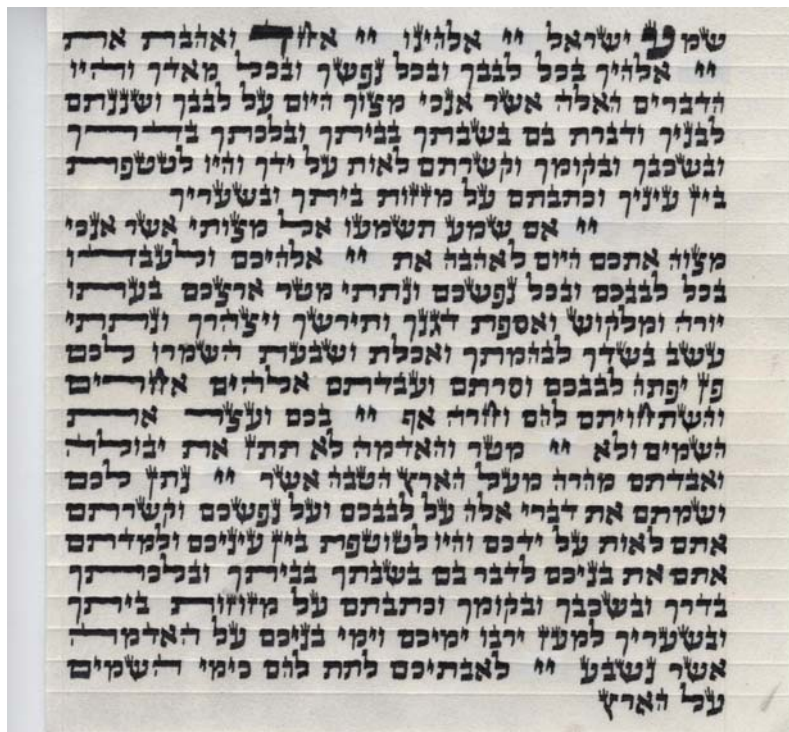 שמע ישראל יי אלהינו יי אחד ואהבת את
יי אלהיך בכל לבבך ובכל נפשך ובכל מאדך והיו
הדברים האלה אשר אנכי מצוך היום על לבבך ושננתם
לבניך ודברת בם בשבתך בביתך ובלכתך בדרך
ובשכבך ובקומך וקשרתם לאות על ידך והיו לטטפת
בין עיניך וכתבתם על מזזות ביתך ובשעריך
יי אם שמע תשמעו אל מצותי אשר אנכי
מצוה אתכם היום לאהבה את יי אלהיכם ולעבדו
בכל לבבכם ובכל נפשכם ונתתי מטר ארצכם בעתו
יורה ומלקוש ואספת דגנך ותירשך ויצהרך ונתתי
עשב בשדך לבהמתך ואכלת ושבעת השמרו לכם
פן יפתה לבבכם וסרתם ועבדתם אלהים אחרים
והשתחויתם להם וחרה אף יי בכם ועצר את
השמים ולא יי מטר והאדמה לא תתן את יבולה
ואבדתם מהרה מעל הארץ הטבה אשר יי נתן לכם
ושמתם את דברי אלה על לבבכם ועל נפשכם וקשרתם
אתם לאות על ידכם והיו לטוטפת בין עיניכם ולמדתם
אתם את בניכם לדבר בם בשבתך בביתך ובלכתך
בדרך ובשכבך ובקומך וכתבתם על מזוזות ביתך
ובשעריך למען ירבו ימיכם וימי בניכם על האדמה
אשר נשבע יי לאבתיכם לתת להם כימי השמים
על הארץ